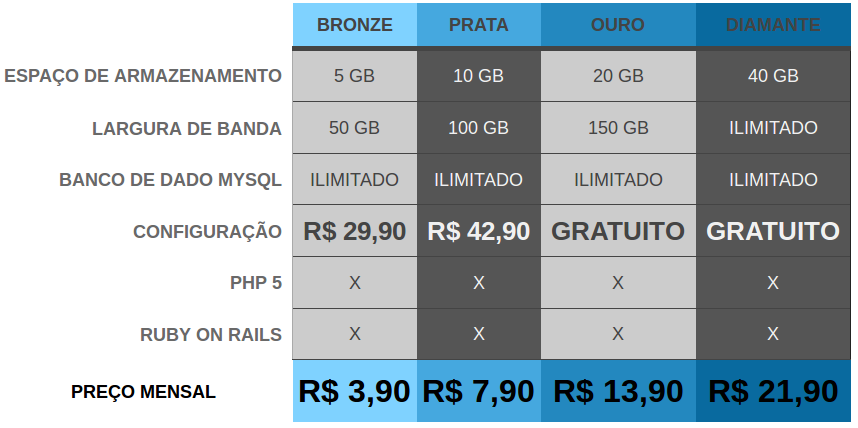 BRONZE PRATA OURO DIAMANTE
ESPAÇO DE ARMAZENAMENTO 5 GB 10 GB 20 GB 40 GB
LARGURA DE BANDA 50 GB 100 GB 150 GB ILIMITADO
BANCO DE DADO MYSQL ILIMITADO ILIMITADO ILIMITADO ILIMITADO
CONFIGURAÇÃO R$ 29,90 R$ 42,90 GRATUITO GRATUITO
PHP 5 X X X X
RUBY ON RAILS X X X X
PREÇO MENSAL R$ 3,90 R$ 7,90 R$ 13,90 R$ 21,90